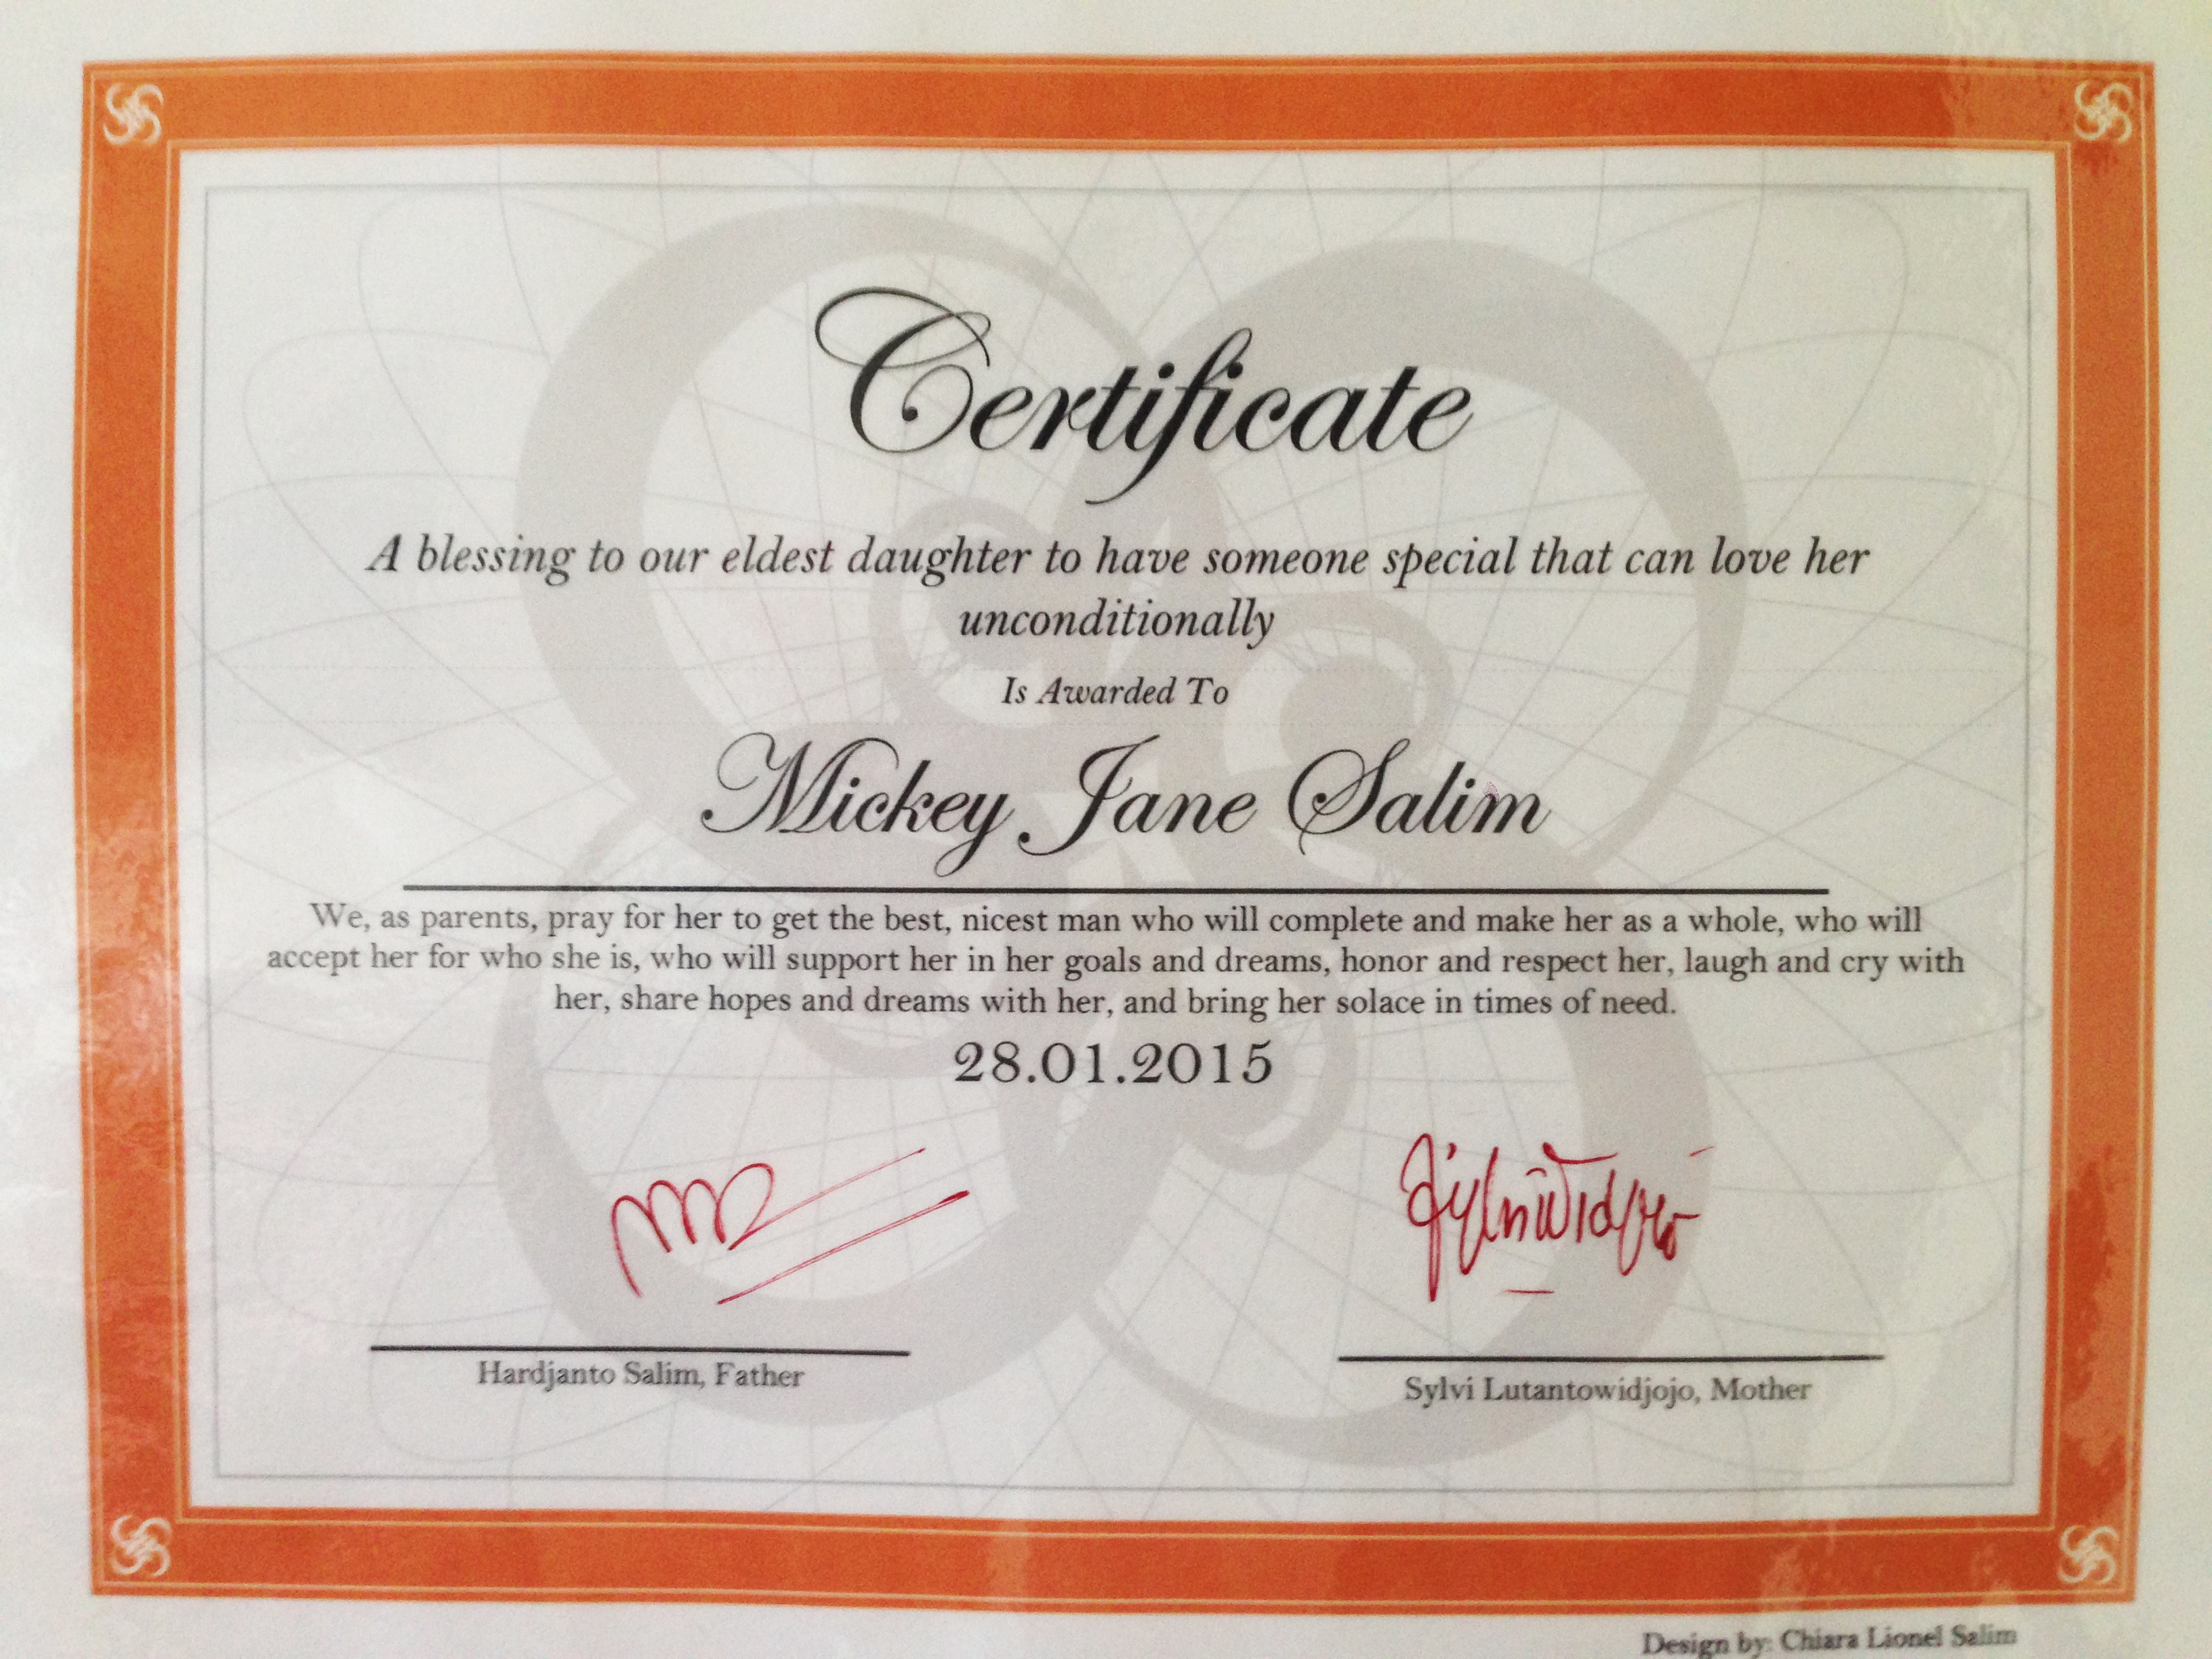 Certificate
A blessing to our eldest daughter to have someone special that can love her
unconditionally
Is Awarded To
Mickey Jane Salim
We, as parents, pray for her to get the best, nicest man who will complete and make her as a whole, who will
accept her for who she is, who will support her in her goals and dreams, honor and respect her, laugh and cry with
her, share hopes and dreams with her, and bring her solace in times of need.
28.01.2015
Hardjanto Salim, Father
Sylvi Lutantowidjojo, Mother
Design by: Chiara Lionel Salim